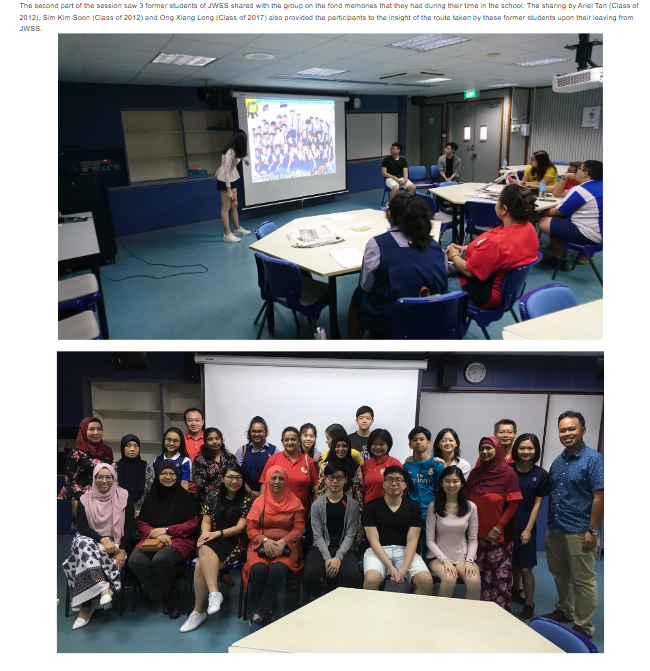 The second part of the session saw 3 former students of JWSS shared with the group on the fond memories that they had during their time in the school. The sharing by Ariel Tan (Class of
2012), Sim Kim Soon (Class of 2012) and Ong Xiang Long (Class of 2017) also provided the participants to the insight of the route taken by these former students upon their leaving from
JWSS.